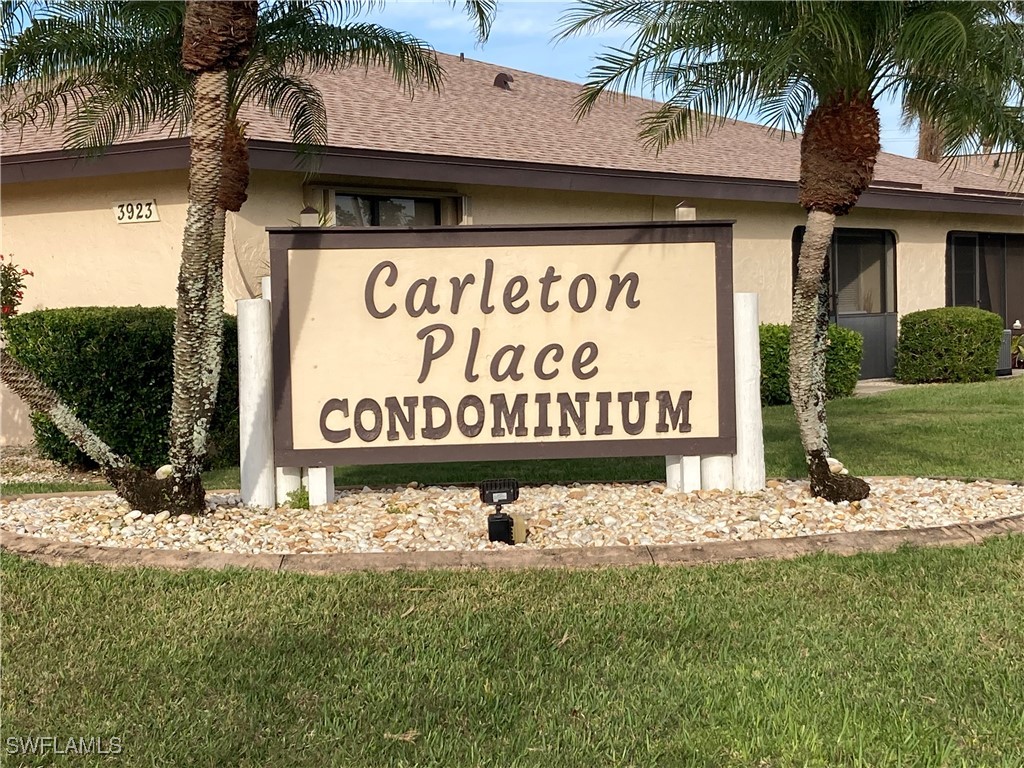 3923
Carleton
Place
CONDOMINIUM
SWFLAMLS